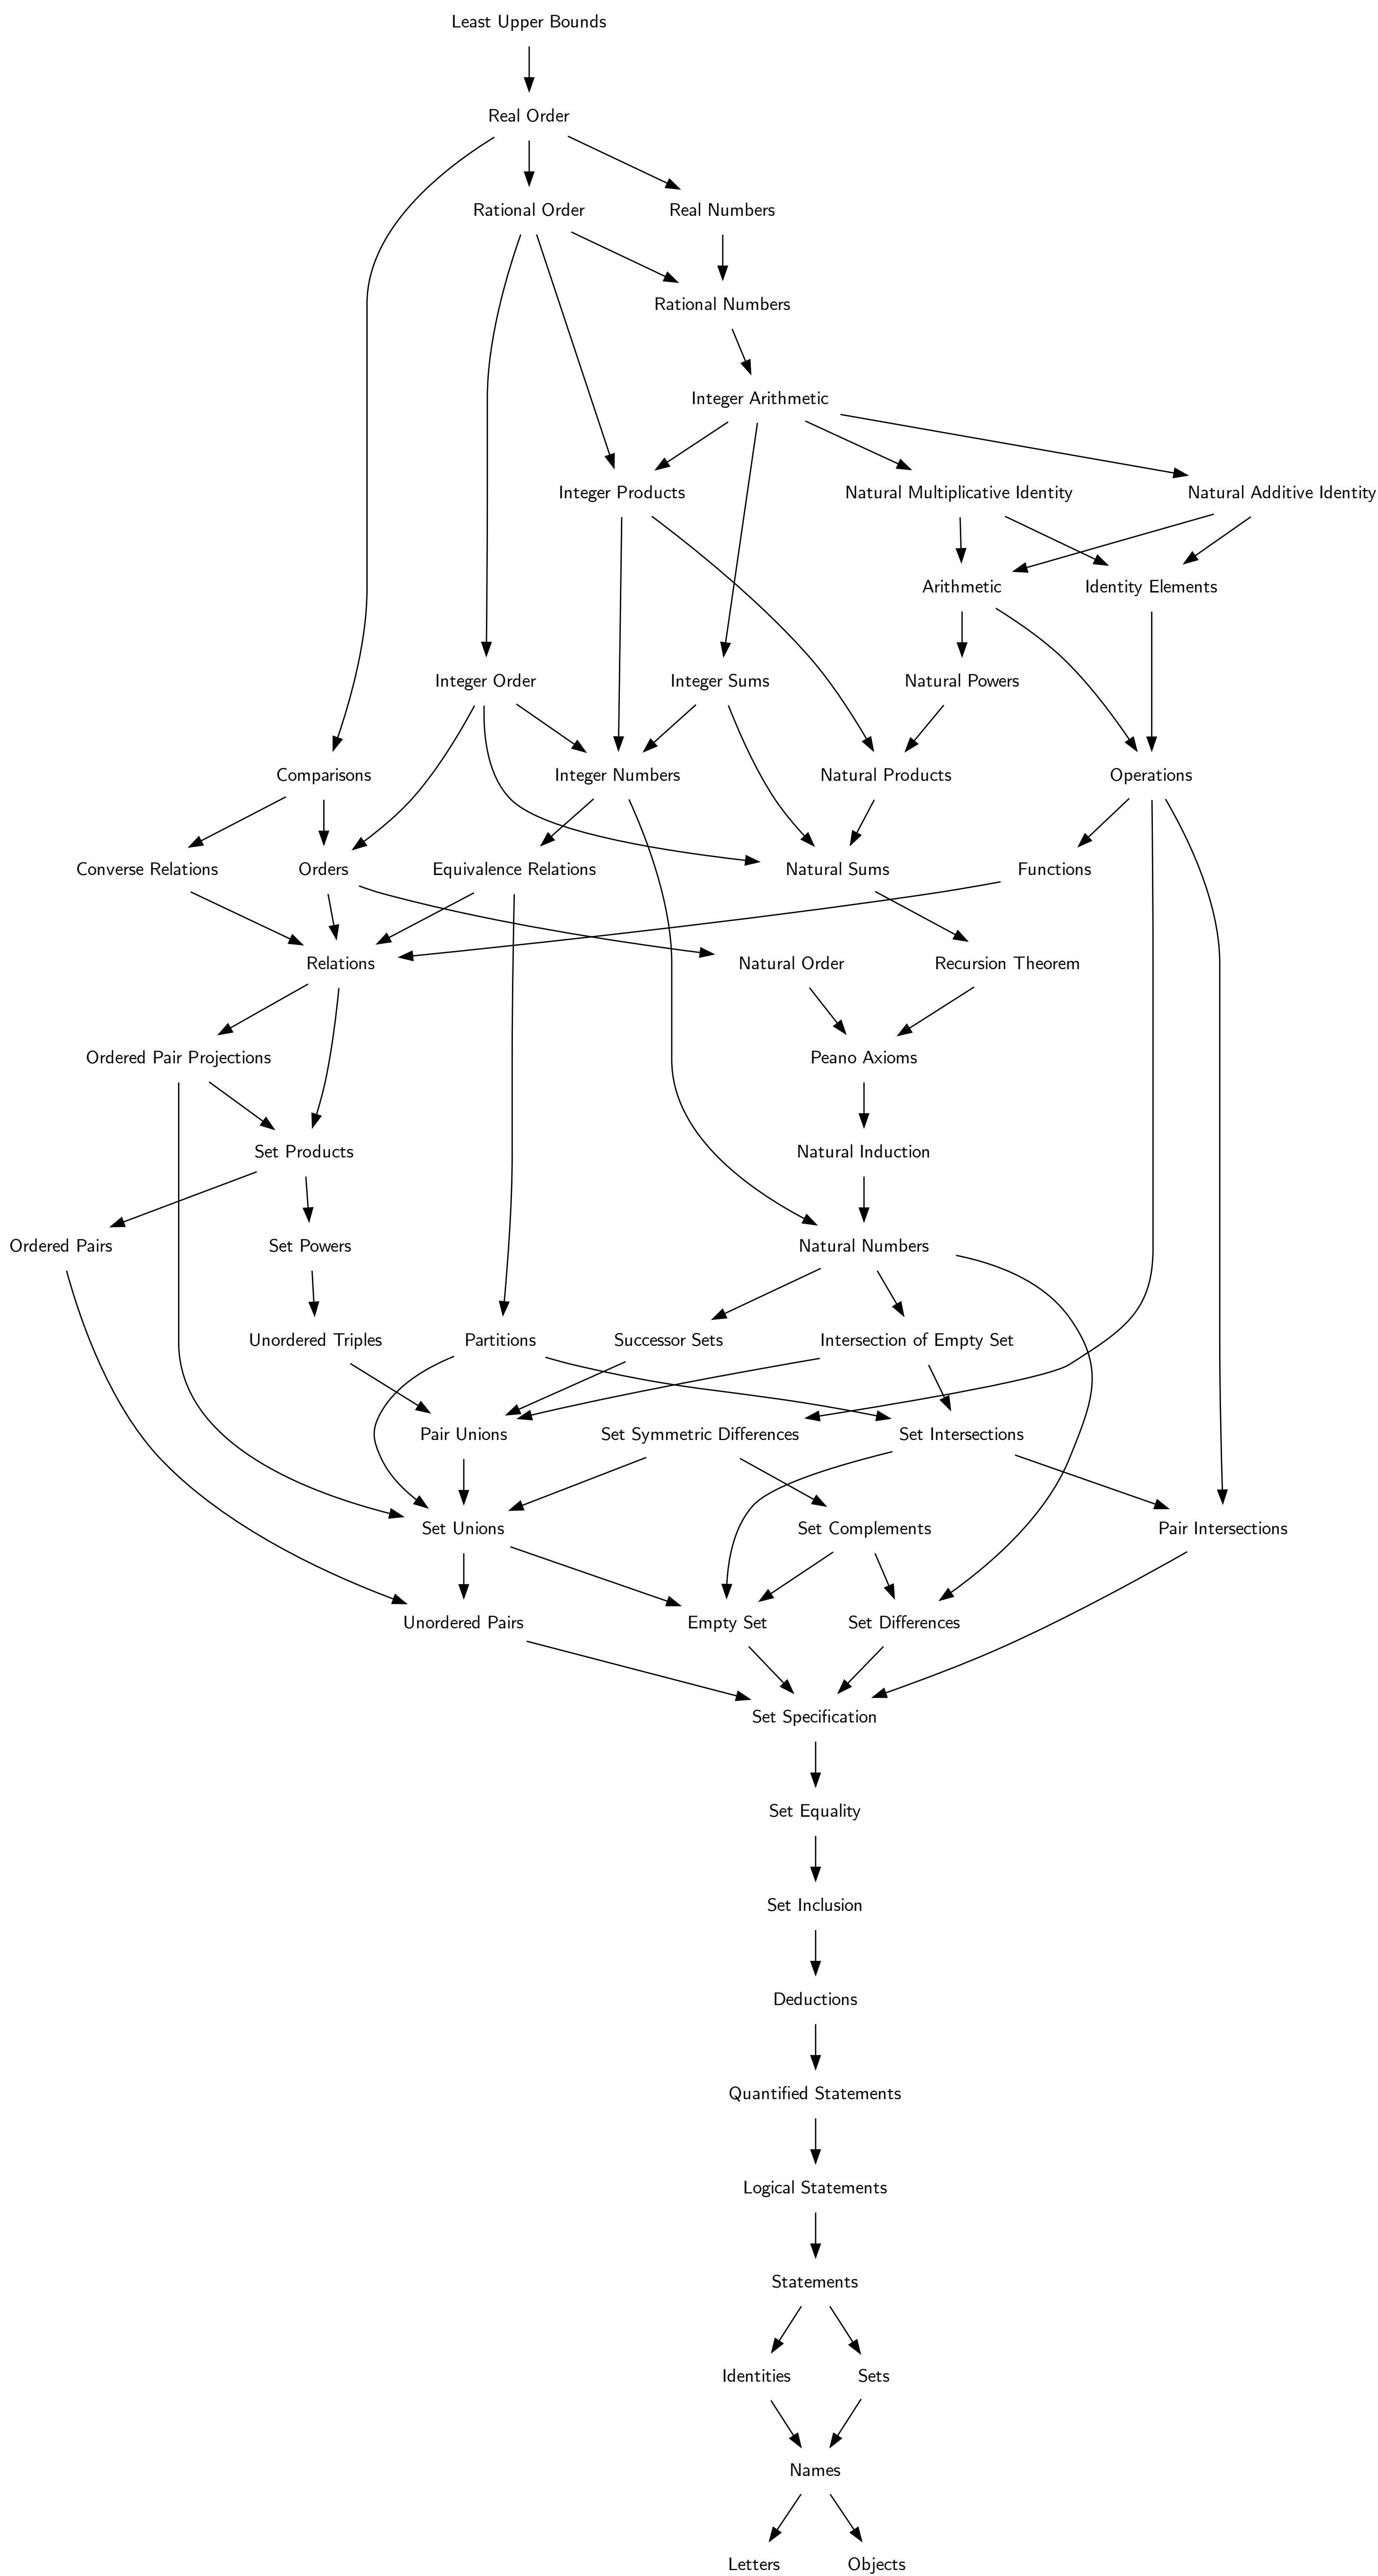 Least Upper Bounds
Real Order
Rational Order
Real Numbers
Rational Numbers
Integer Arithmetic
Integer Products
Natural Multiplicative Identity
Natural Additive Identity
Arithmetic
Identity Elements
Integer Order
Integer Sums
Natural Powers
Comparisons
Integer Numbers
Natural Products
Operations
Converse Relations
Orders
Equivalence Relations
Natural Sums
Functions
Relations
Natural Order
Recursion Theorem
Ordered Pair Projections
Peano Axioms
Set Products
Natural Induction
Ordered Pairs
Set Powers
Natural Numbers
Unordered Triples
Partitions
Successor Sets
Intersection of Empty Set
Pair Unions
Set Symmetric Differences
Set Intersections
Set Unions
Set Complements
Pair Intersections
Unordered Pairs
Empty Set
Set Differences
Set Specification
Set Equality
Set Inclusion
Deductions
Quantified Statements
Logical Statements
Statements
Identities
Sets
Names
Letters
Objects